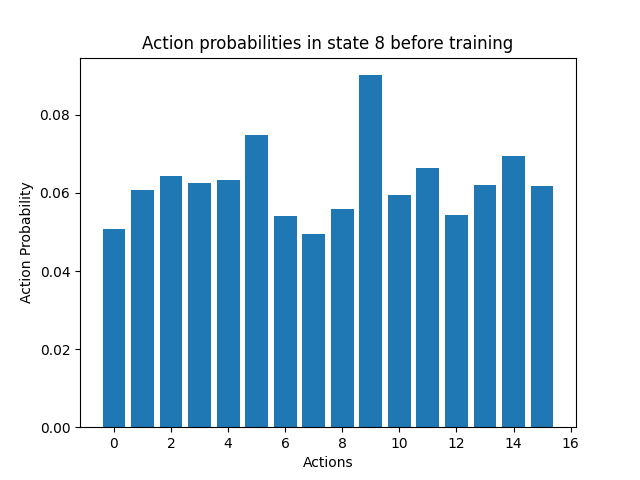 Action probabilities in state 8 before training
Action Probability
0.08
0.06
0.04
0.02
0.00
0 2 4 6 8 10 12 14 16
Actions